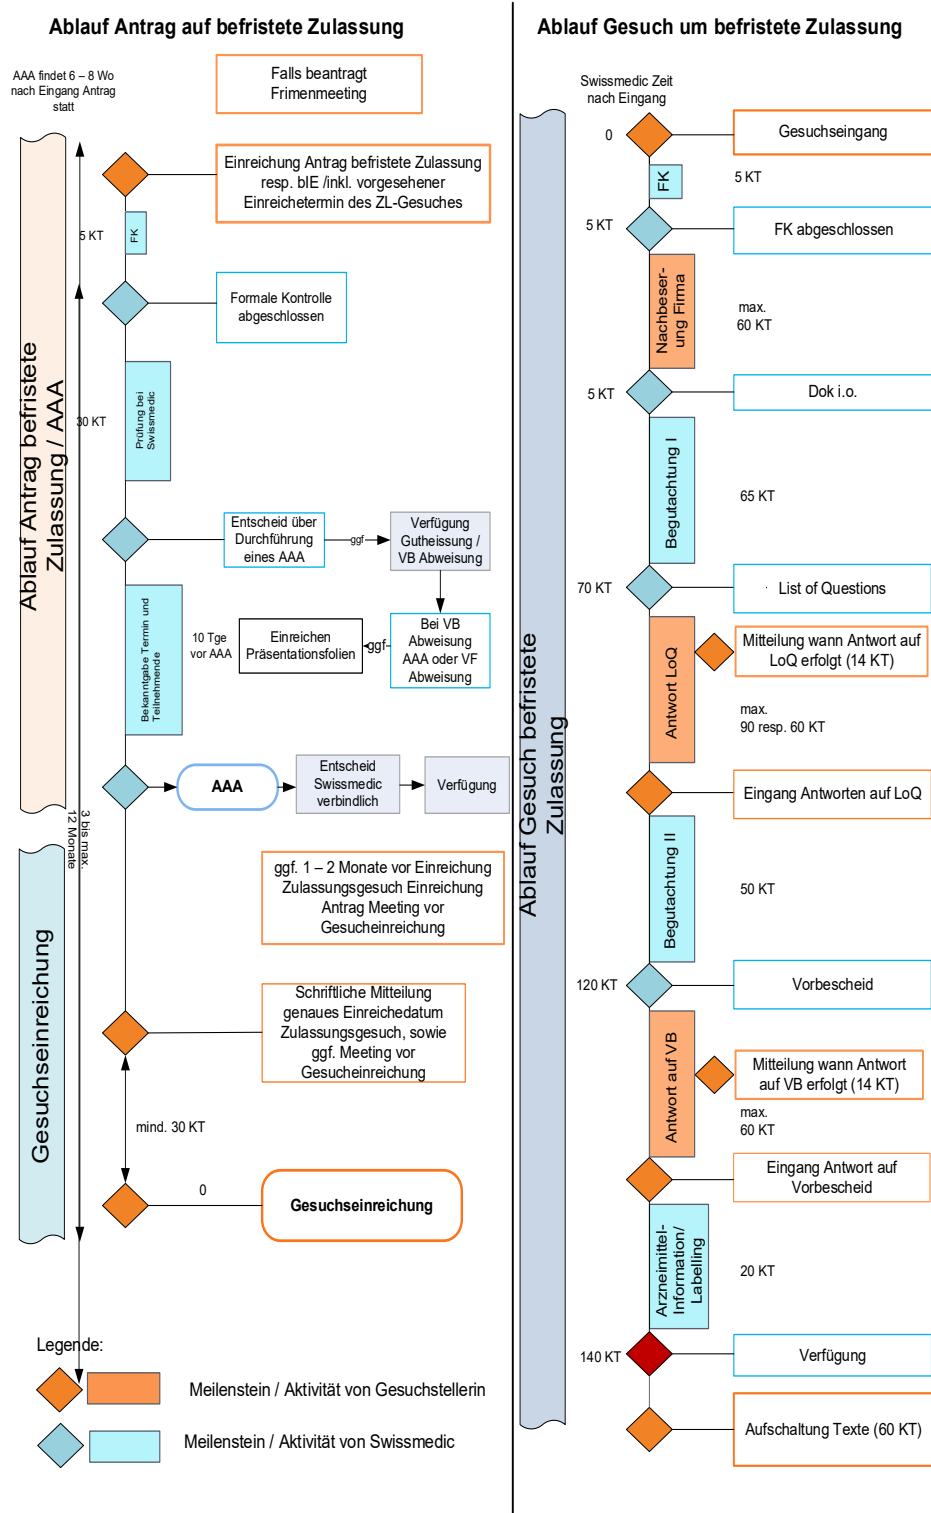 Ablauf Antrag auf befristete Zulassung
AAA findet 6 – 8 Wo
nach Eingang Antrag
statt
Falls beantragt
Frimenmeeting
Ablauf Antrag befristete
Zulassung / AAA
Einreichung Antrag befristete Zulassung
resp. bIE /inkl. vorgesehener
Einreichetermin des ZL-Gesuches
5 KT
FK
Formale Kontrolle
abgeschlossen
30 KT
Prüfung bei
Swissmedic
Entscheid über
Durchführung
eines AAA
ggf
Verfügung
Gutheissung /
VB Abweisung
Bekanntgabe Termin und
Teilnehmende
10 Tge
vor AAA
Einreichen
Präsentationsfolien
ggf
Bei VB
Abweisung
AAA oder VF
Abweisung
AAA
Entscheid
Swissmedic
verbindlich
Verfügung
3 bis max.
12 Monate
Gesuchseinreichung
ggf. 1 – 2 Monate vor Einreichung
Zulassungsgesuch Einreichung
Antrag Meeting vor
Gesucheinreichung
Schriftliche Mitteilung
genaues Einreichedatum
Zulassungsgesuch, sowie
ggf. Meeting vor
Gesucheinreichung
mind. 30 KT
0
Gesuchseinreichung
Legende:
Meilenstein / Aktivität von Gesuchstellerin
Meilenstein / Aktivität von Swissmedic
Ablauf Gesuch um befristete Zulassung
Swissmedic Zeit
nach Eingang
Ablauf Gesuch befristete
Zulassung
0
Gesuchseingang
FK
5 KT
5 KT
FK abgeschlossen
Nachbeser-
ung Firma
max.
60 KT
5 KT
Dok i.o.
Begutachtung I
65 KT
70 KT
List of Questions
Antwort LoQ
Mitteilung wann Antwort auf
LoQ erfolgt (14 KT)
max.
90 resp. 60 KT
Eingang Antworten auf LoQ
Begutachtung II
50 KT
120 KT
Vorbescheid
Antwort auf VB
Mitteilung wann Antwort
auf VB erfolgt (14 KT)
max.
60 KT
Eingang Antwort auf
Vorbescheid
Arzneimittel-
Information/
Labelling
20 KT
140 KT
Verfügung
Aufschaltung Texte (60 KT)